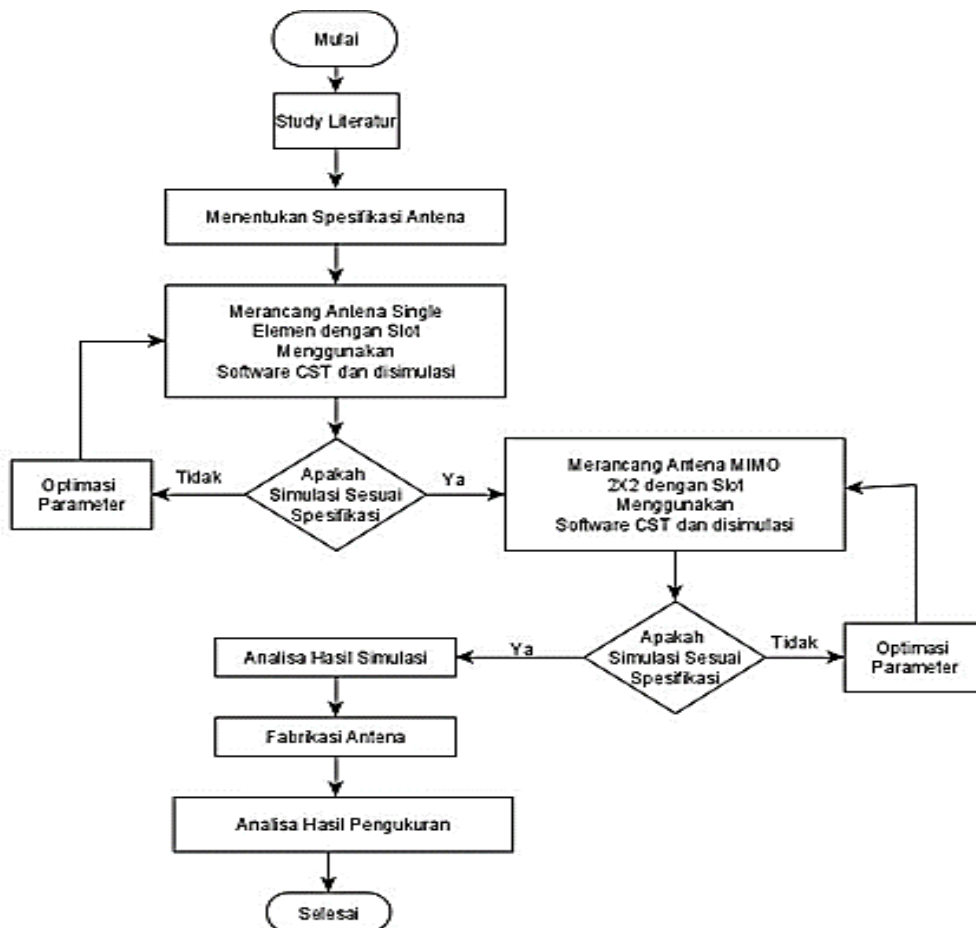 Mulai
Study Literatur
Menentukan Spesifikasi Antena
Merancang Antena Single
Elemen dengan Slot
Menggunakan
Software CST dan disimulasi
Optimasi
Parameter
Tidak
Apakah
Simulasi Sesuai
Spesifikasi
Ya
Merancang Antena MIMO
2X2 dengan Slot
Menggunakan
Software CST dan disimulasi
Apakah
Simulasi Sesuai
Spesifikasi
Tidak
Optimasi
Parameter
Ya
Analisa Hasil Simulasi
Fabrikasi Antena
Analisa Hasil Pengukuran
Selesai